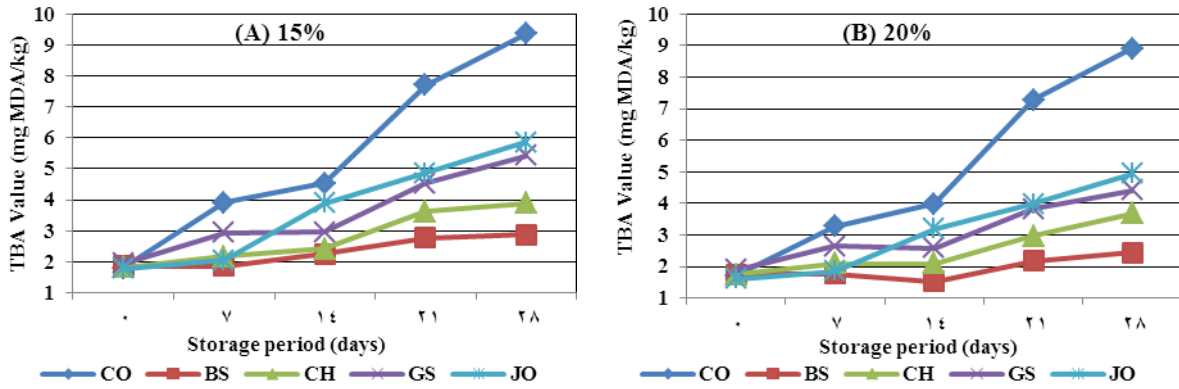 (A) 15%
TBA Value (mg MDA/kg)
10
9
8
7
6
5
4
3
2
1
٠ ٧ ١٤ ٢١ ٢٨
Storage period (days)
CO BS CH GS JO
(B) 20%
TBA Value (mg MDA/kg)
10
9
8
7
6
5
4
3
2
1
٠ ٧ ١٤ ٢١ ٢٨
Storage period (days)
CO BS CH GS JO